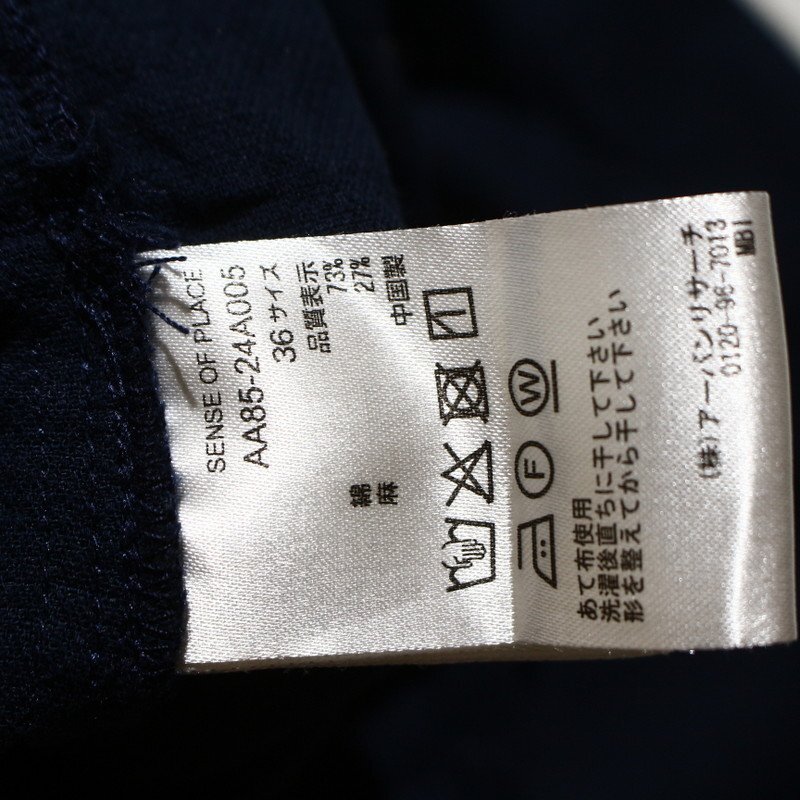 SENSE OF PLACE
AA85-24A005
36 サイズ
品質表示
綿 73%
麻 27%
中国製
F W
あて布使用
洗濯後直ちに干して下さい
形を整えてから干して下さい
(株)アーバンリサーチ
0120-96-7013
MB1